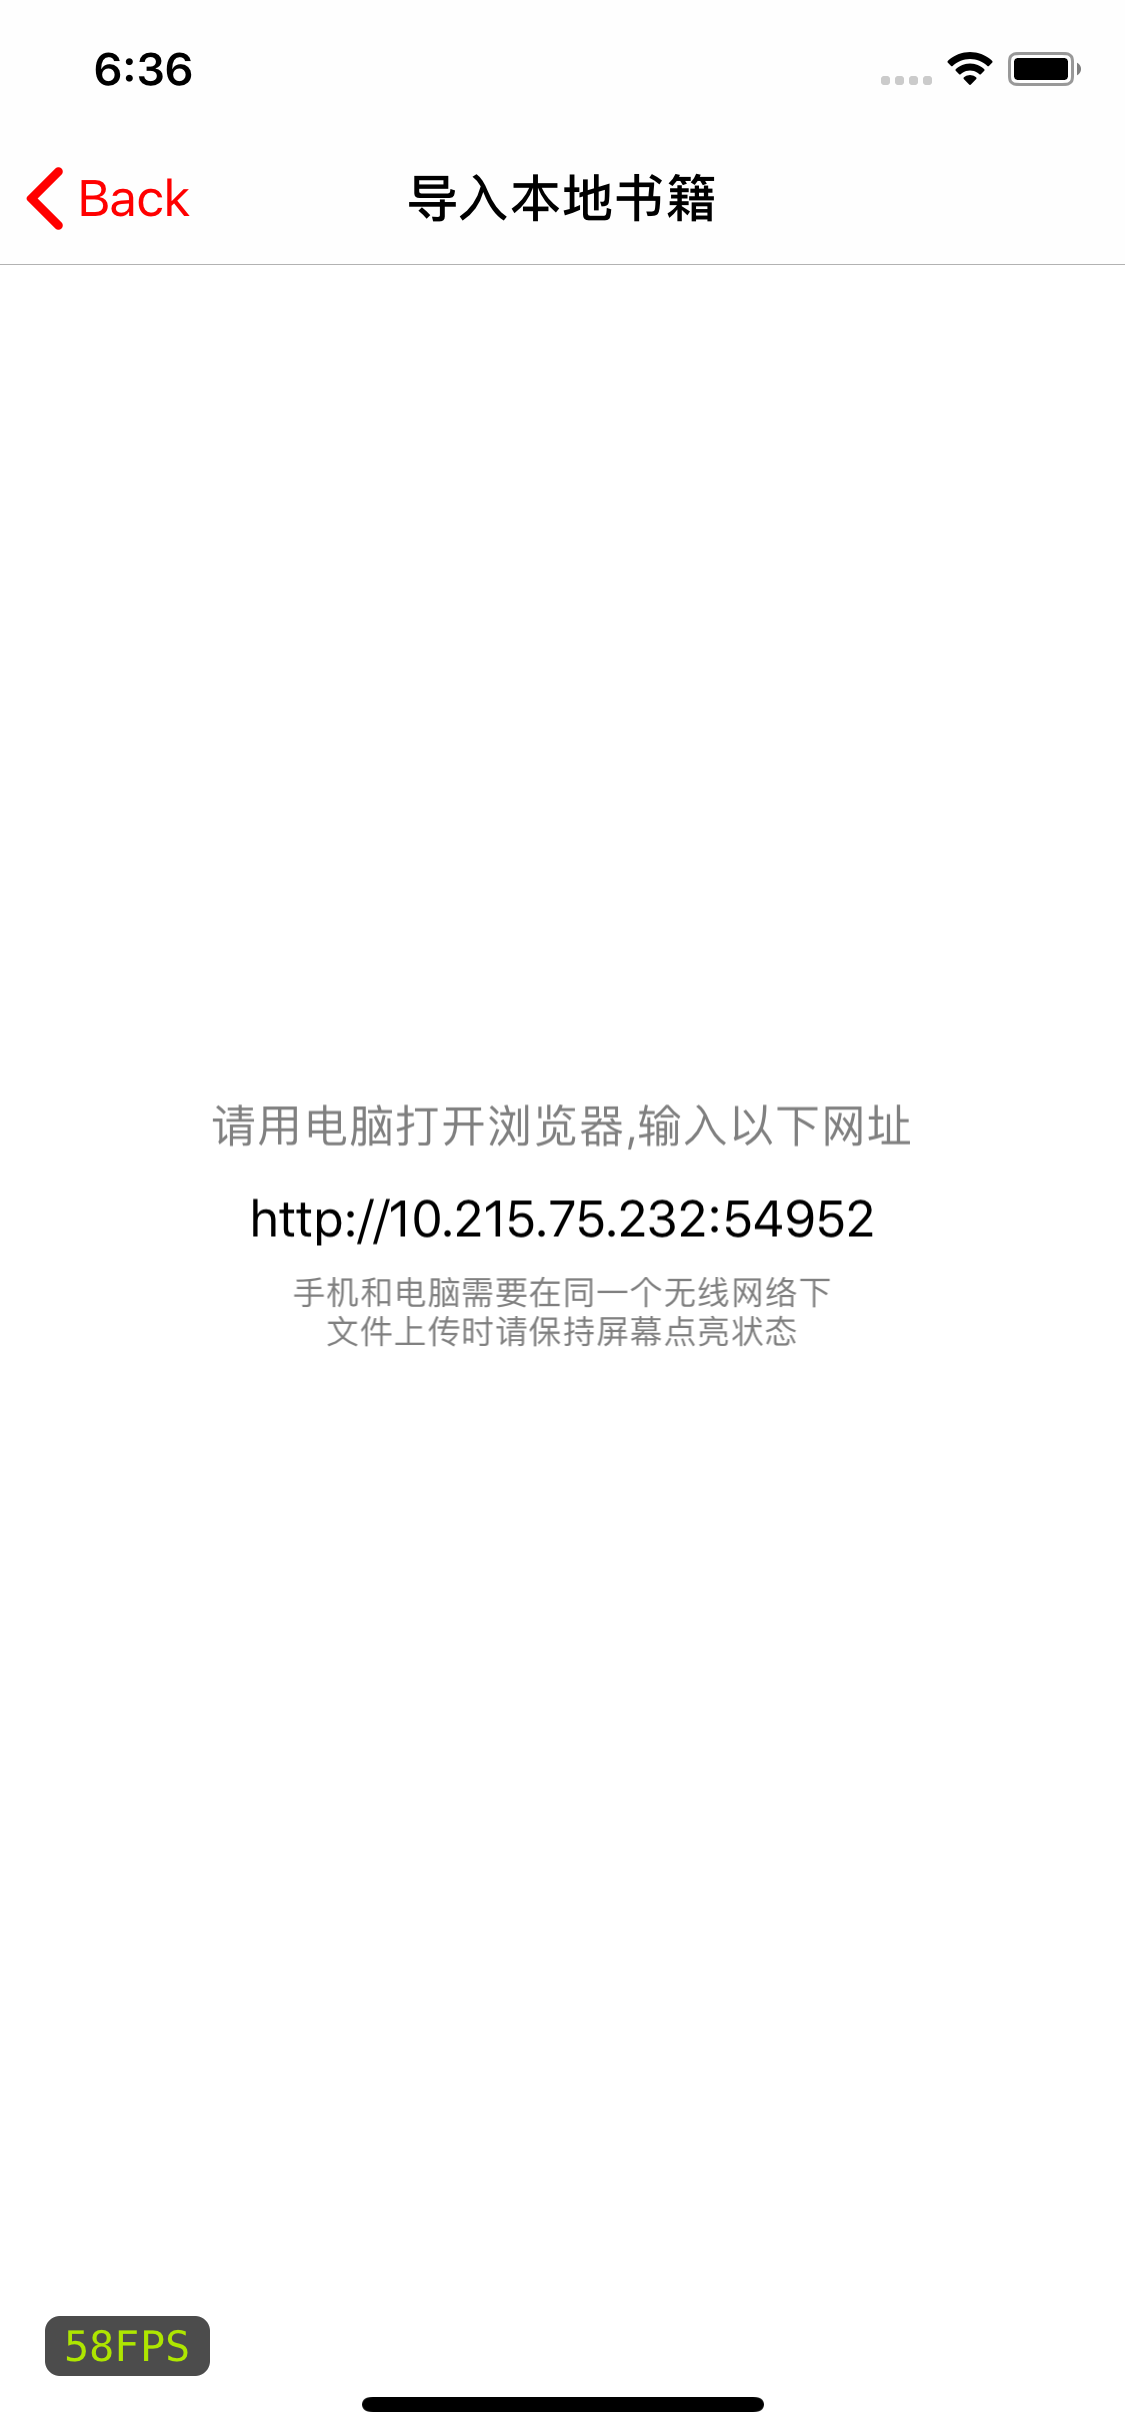 6:36
Back
导入本地书籍
请用电脑打开浏览器,输入以下网址
http://10.215.75.232:54952
手机和电脑需要在同一个无线网络下
文件上传时请保持屏幕点亮状态
58FPS